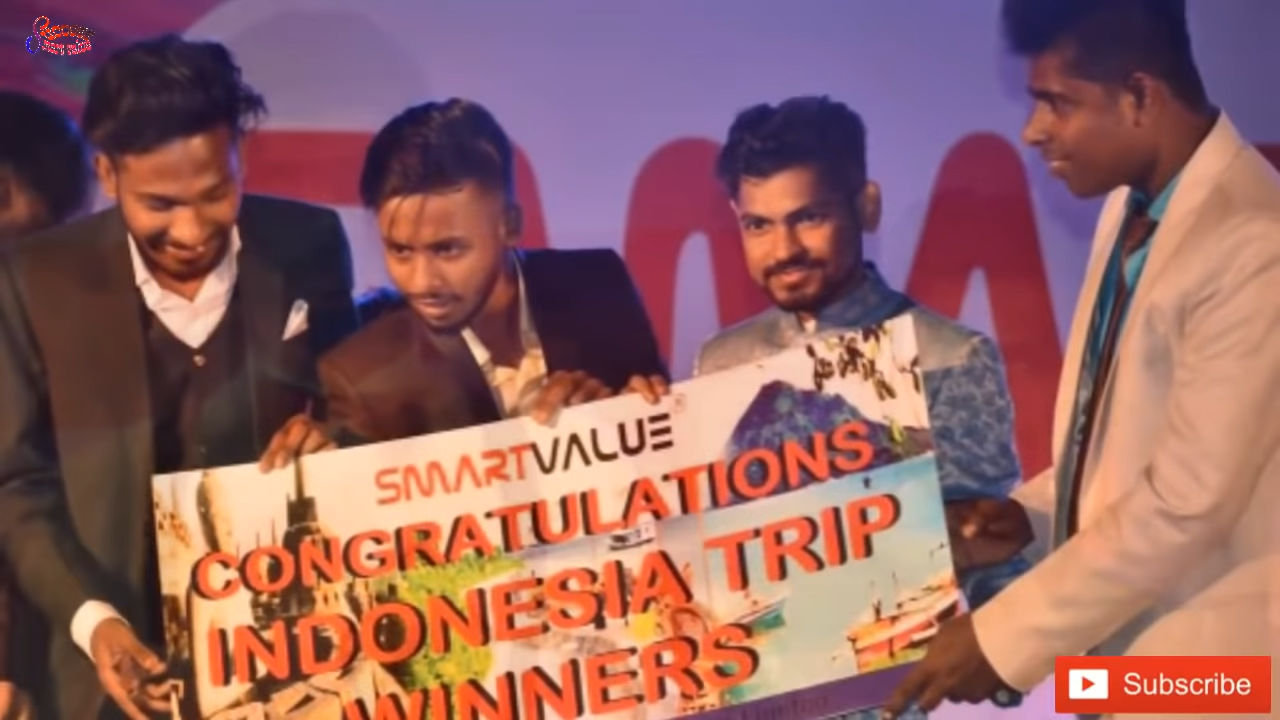 SMARTVALUE
CONGRATULATIONS
INDONESIA TRIP
WINNERS
Subscribe